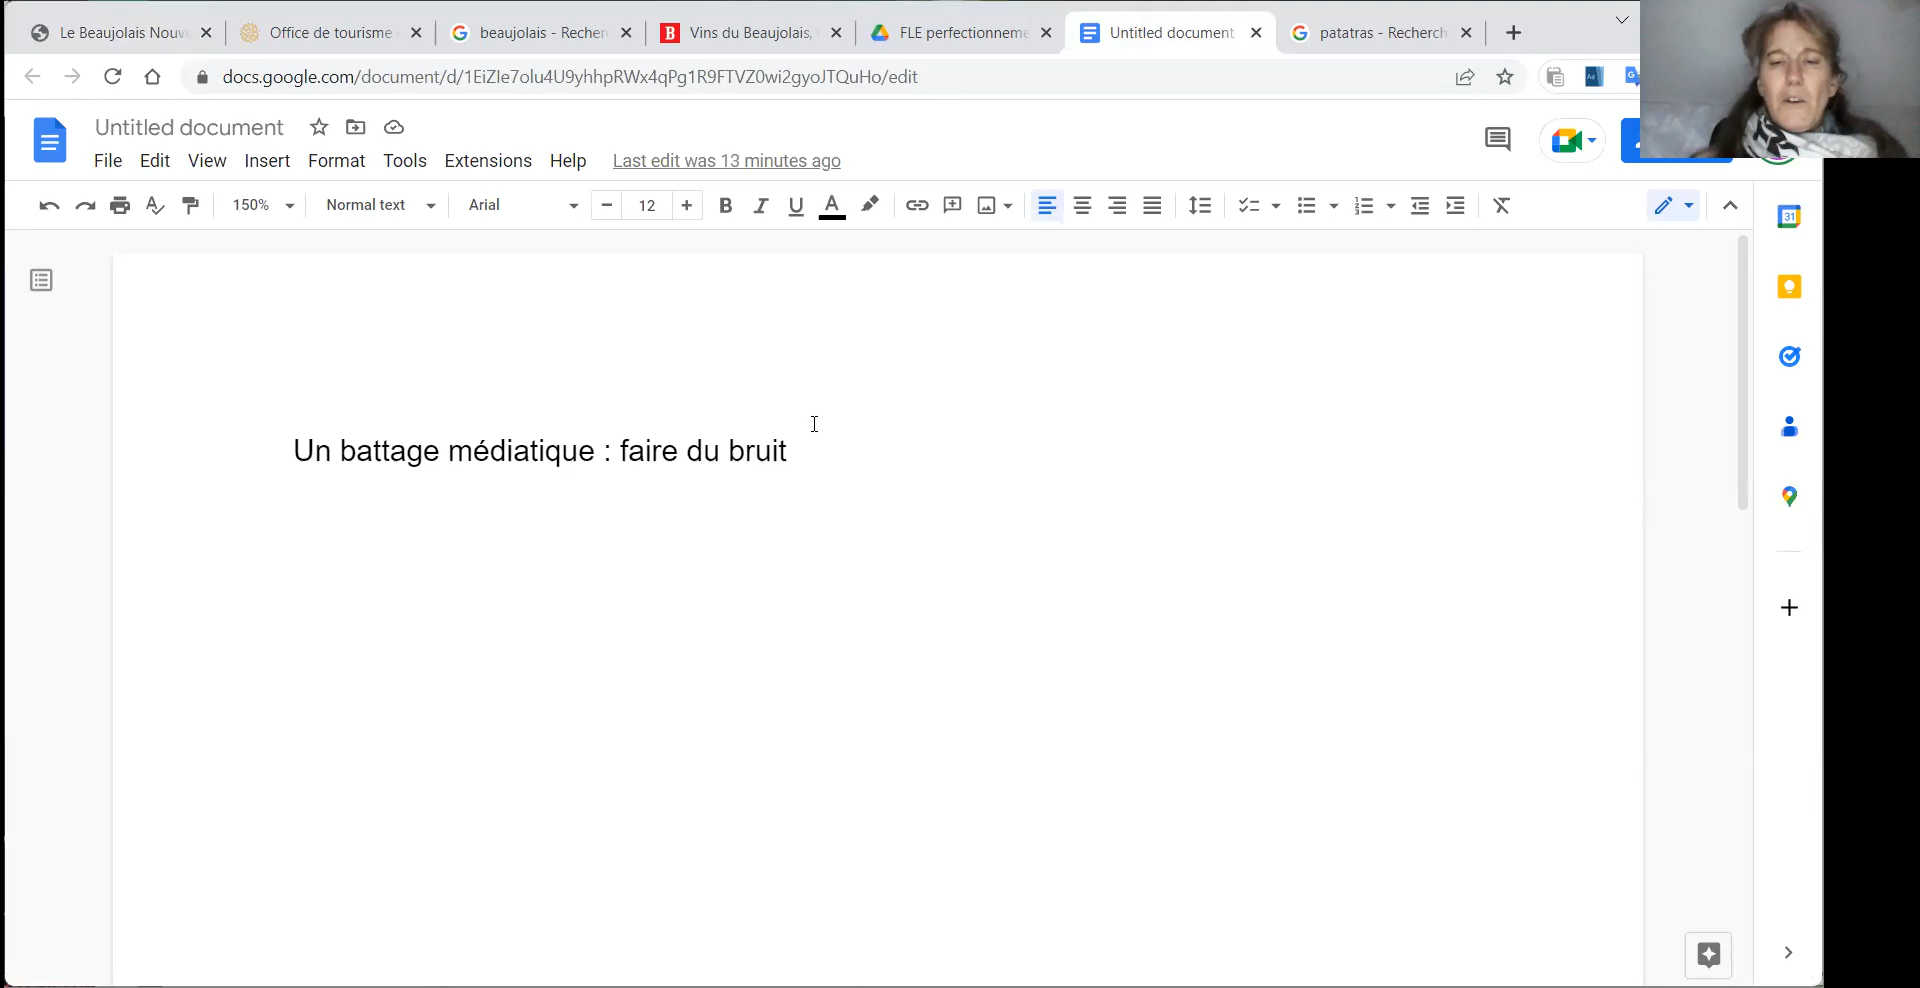 Le Beaujolais Nouv
Office de tourisme
beaujolais - Recher
B Vins du Beaujolais,
FLE perfectionneme
Untitled document
patatras - Recherch
docs.google.com/document/d/1EiZIe7olu4U9yhhpRWx4qPg1R9FTVZ0wi2gyoJTQuHo/edit
Untitled document
File Edit View Insert Format Tools Extensions Help Last edit was 13 minutes ago
150% Normal text Arial 12 B I U A
31
Un battage médiatique : faire du bruit